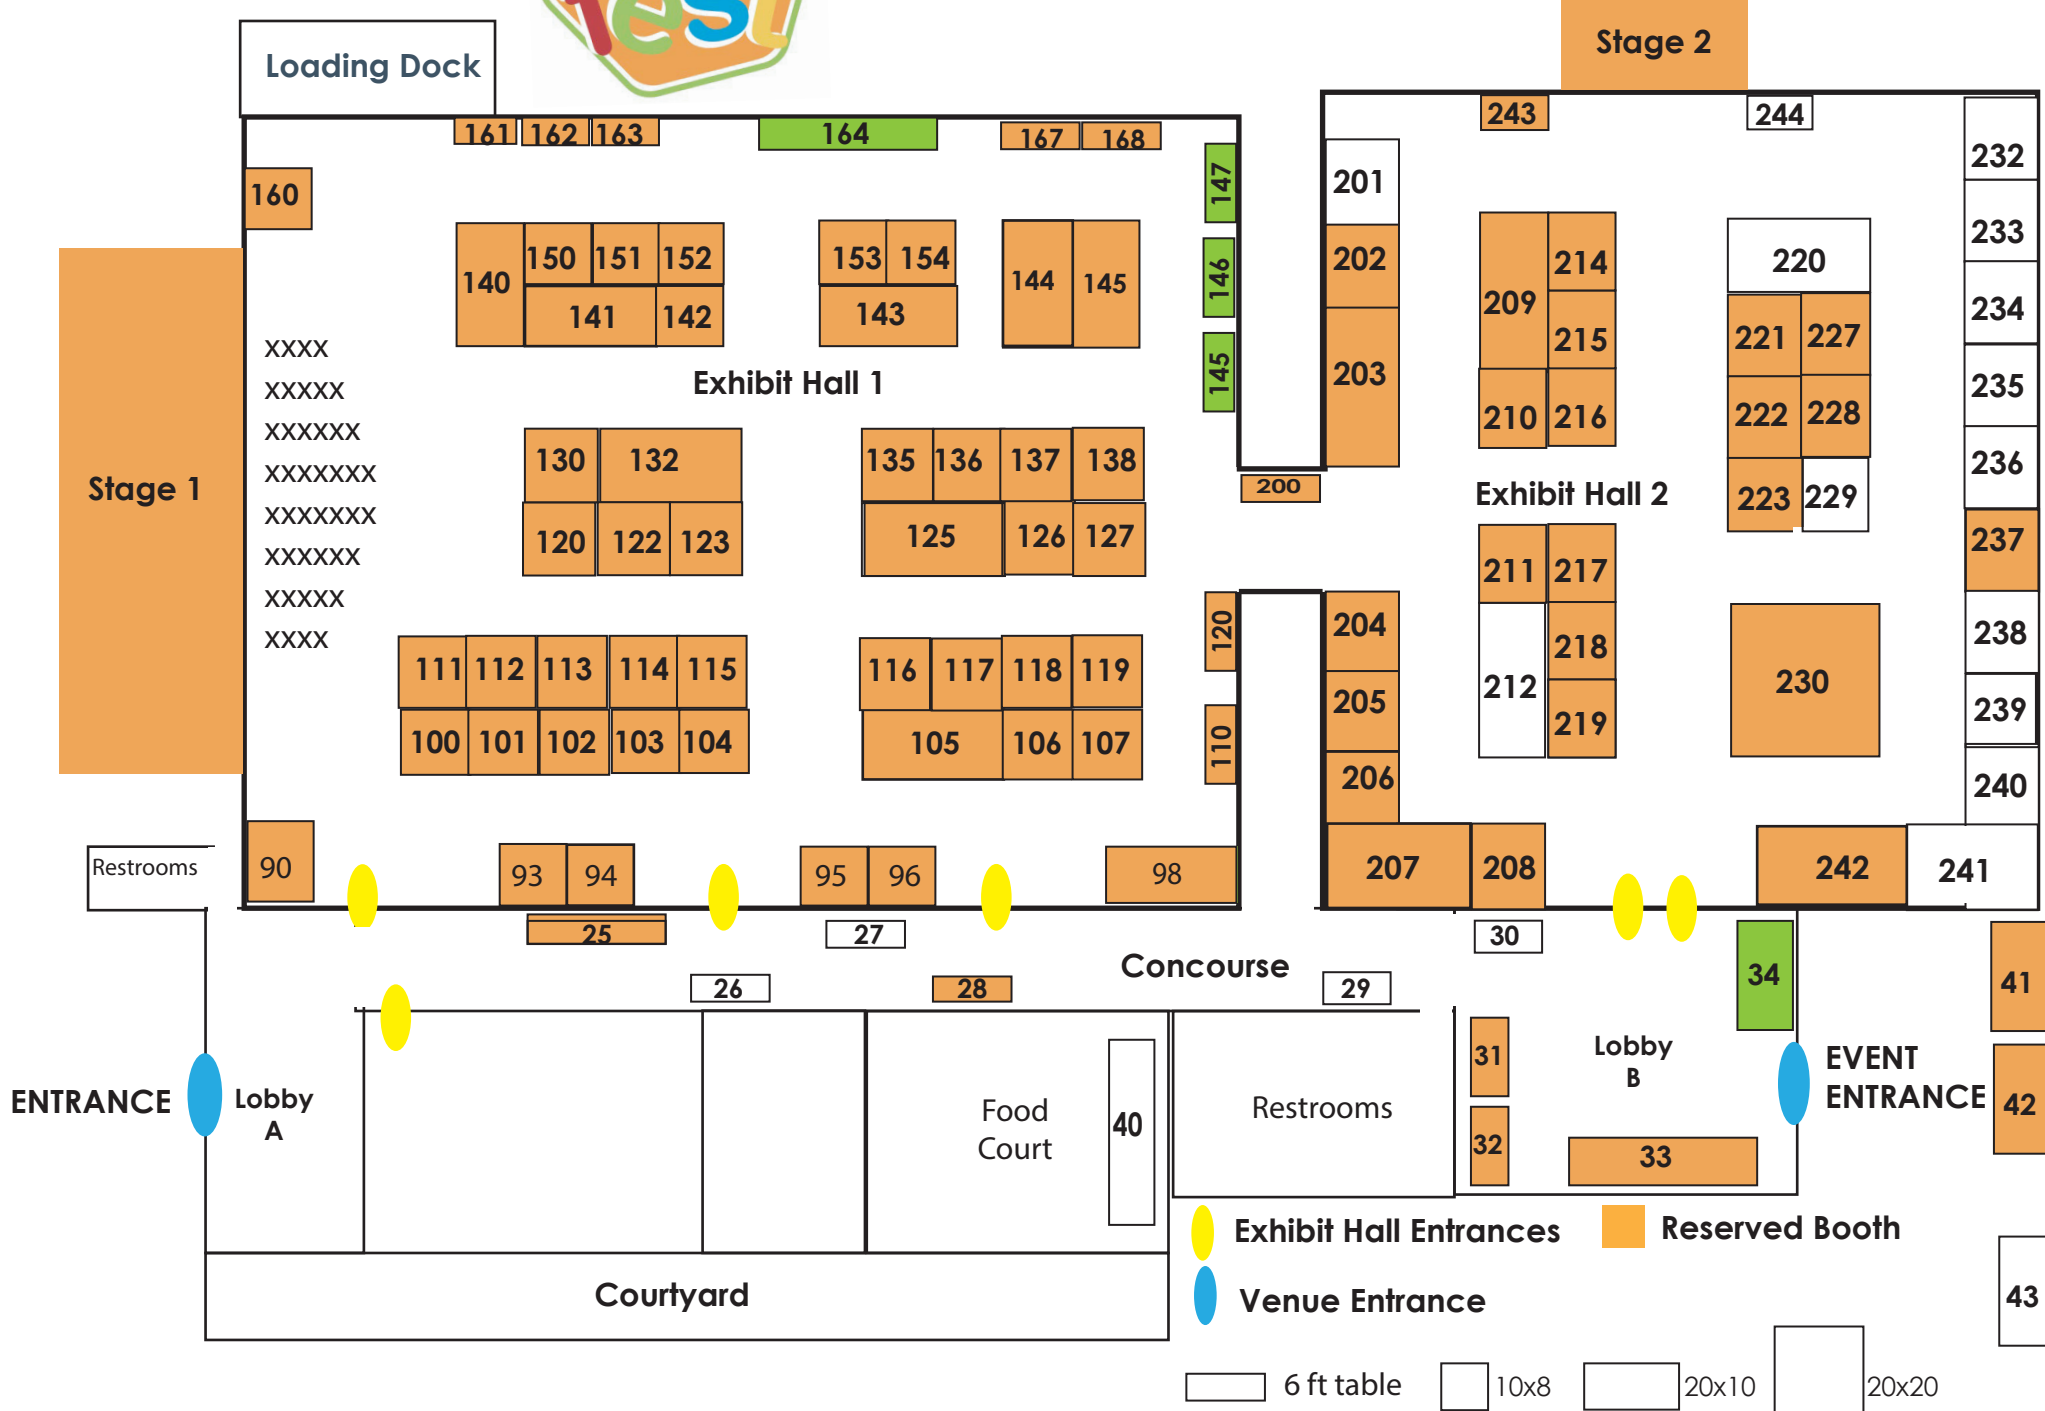 fest
Stage 2
Loading Dock
161 162 163 164 167 168
160
147
146
145
150 151 152
140
141 142
153 154
143
144 145
XXXX
XXXXX
XXXXXX
XXXXXXX
XXXXXXX
XXXXXX
XXXXX
XXXX
Exhibit Hall 1
Stage 1
130 132
120 122 123
135 136 137 138
125 126 127
111 112 113 114 115
100 101 102 103 104
116 117 118 119
105 106 107
120
110
90 93 94 95 96 98
200
243 244
201
202
203
204
205
206
207 208
209 214
215
210 216
Exhibit Hall 2
211 217
212 218
219
220
221 227
222 228
223 229
230
232
233
234
235
236
237
238
239
240
242 241
Restrooms
25 27 30
Concourse
26 28 29
34
41
42
43
31
32
33
Lobby
B
EVENT
ENTRANCE
ENTRANCE
Lobby
A
Food
Court
40
Restrooms
Courtyard
Exhibit Hall Entrances
Reserved Booth
Venue Entrance
6 ft table 10x8 20x10 20x20